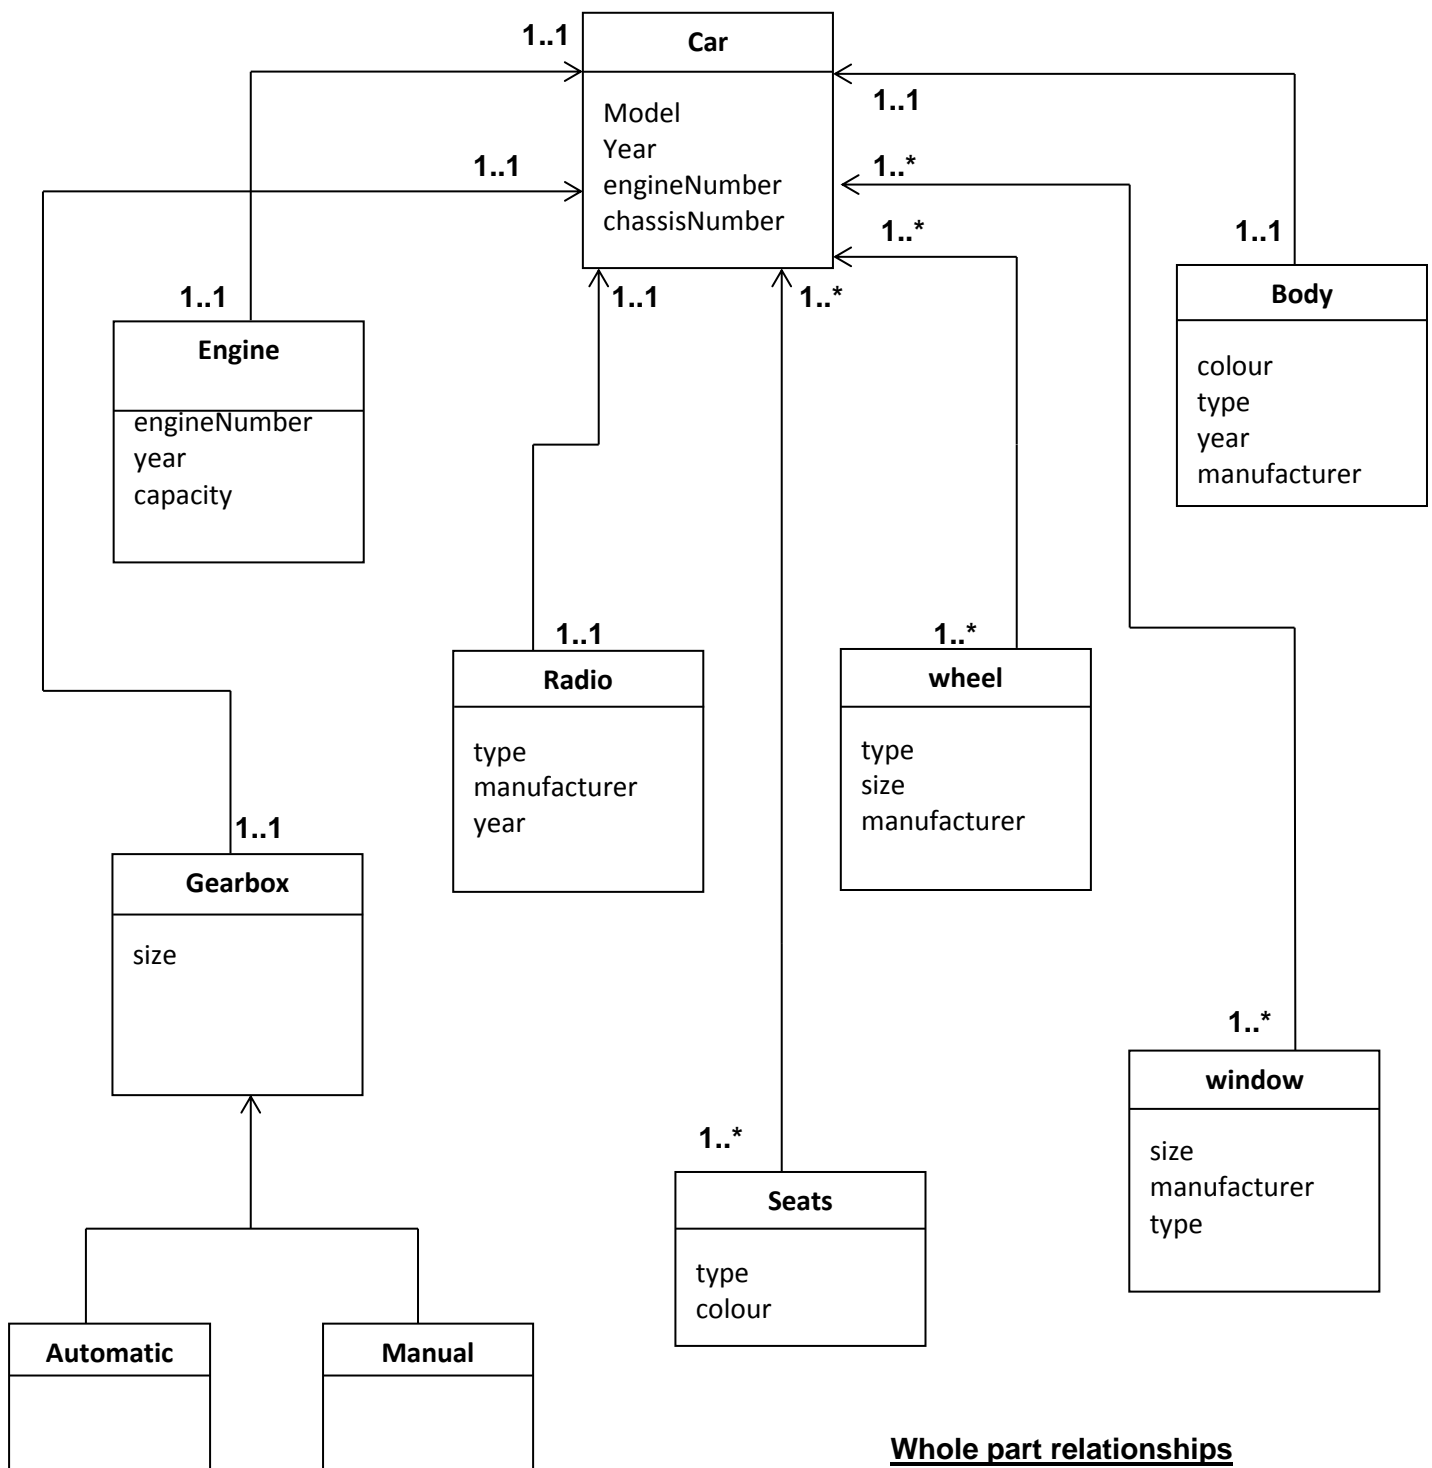 1..1
Car
1..1
Model
Year
engineNumber
chassisNumber
1..1
1..*
1..*
1..1
1..1
1..1
1..*
Engine
engineNumber
year
capacity
Body
colour
type
year
manufacturer
1..1
1..*
Radio
type
manufacturer
year
wheel
type
size
manufacturer
1..1
Gearbox
size
1..*
window
size
manufacturer
type
1..*
Seats
type
colour
Automatic
Manual
Whole part relationships